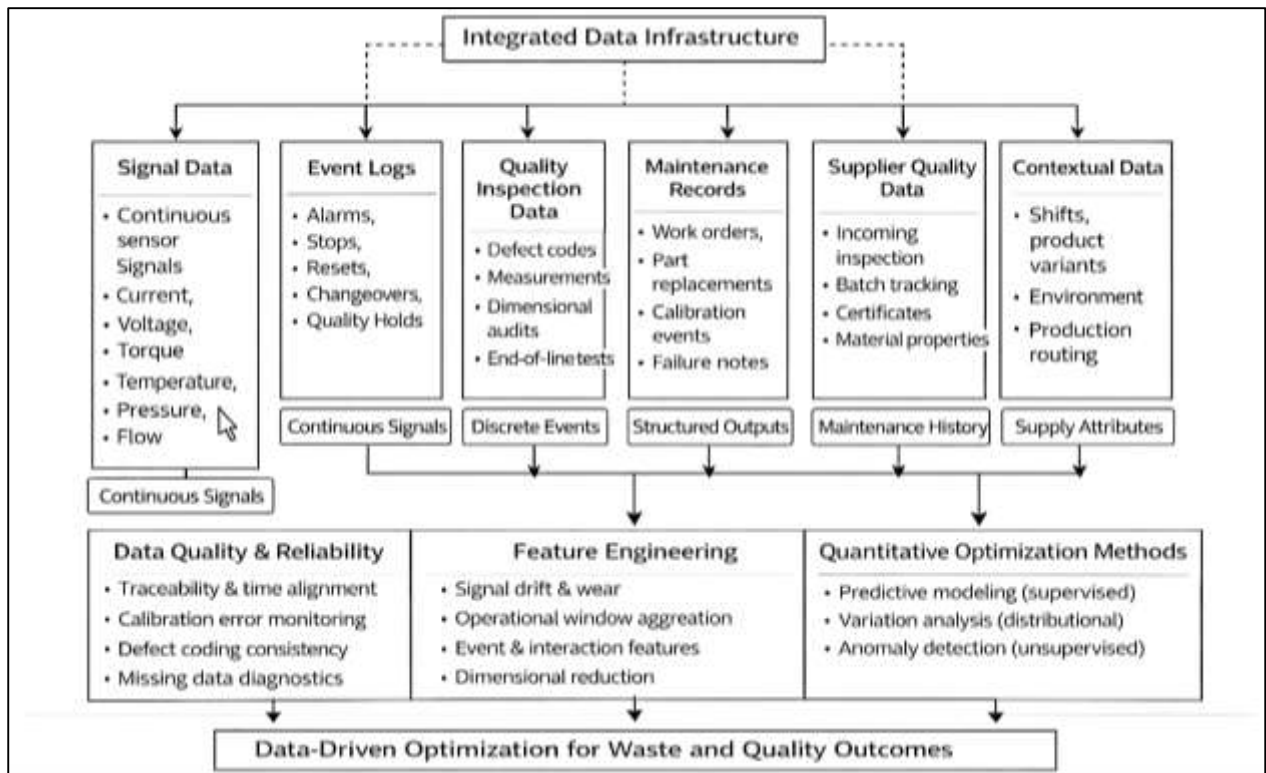 Integrated Data Infrastructure
Signal Data
• Continuous
sensor
Signals
• Current,
• Voltage,
• Torque
• Temperature,
• Pressure,
• Flow
Continuous Signals
Event Logs
• Alarms,
• Stops,
• Resets,
• Changeovers,
• Quality Holds
Continuous Signals
Quality
Inspection
Data
• Defect codes
• Measurements
• Dimensional
audits
• End-of-line tests
Discrete Events
Maintenance
Records
• Work orders,
• Part
replacements
• Calibration
events
• Failure notes
Structured Outputs
Supplier Quality
Data
• Incoming
inspection
• Batch tracking
• Certificates
• Material properties
Maintenance History
Contextual Data
• Shifts,
product
variants
• Environment
• Production
routing
Supply Attributes
Data Quality & Reliability
• Traceability & time alignment
• Calibration error monitoring
• Defect coding consistency
• Missing data diagnostics
Feature Engineering
• Signal drift & wear
• Operational window aggreation
• Event & interaction features
• Dimensional reduction
Quantitative Optimization Methods
• Predictive modeling (supervised)
• Variation analysis (distributional)
• Anomaly detection (unsupervised)
Data-Driven Optimization for Waste and Quality Outcomes